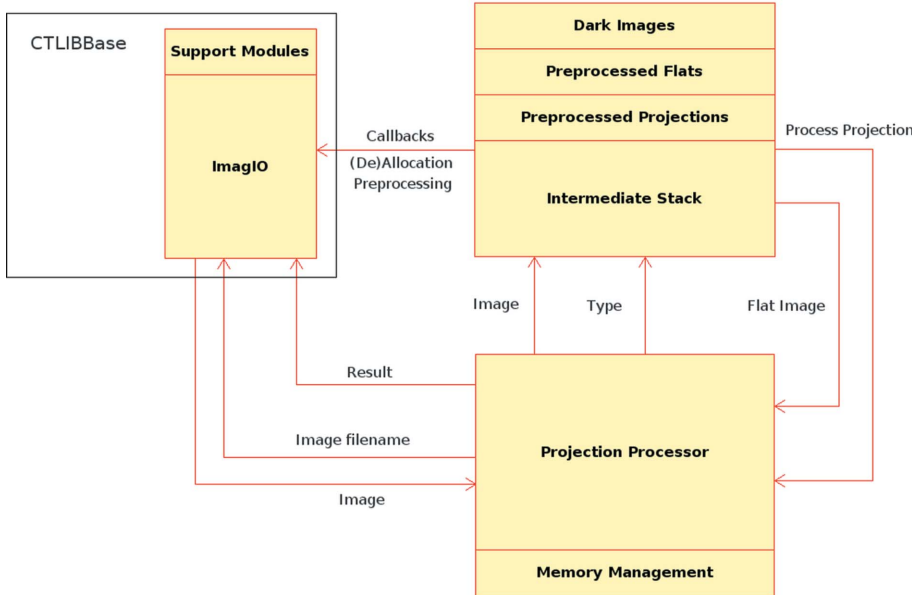 CTLIBBase
Support Modules
ImagIO
Dark Images
Preprocessed Flats
Preprocessed Projections
Intermediate Stack
Callbacks
(De)Allocation
Preprocessing
Process Projection
Image
Type
Flat Image
Result
Image filename
Image
Projection Processor
Memory Management